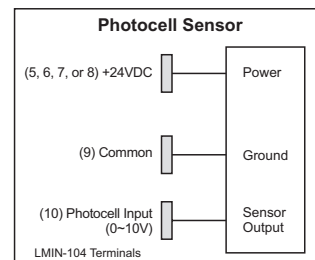 Photocell Sensor
(5, 6, 7, or 8) +24VDC
Power
(9) Common
Ground
(10) Photocell Input
(0~10V)
Sensor
Output
LMIN-104 Terminals